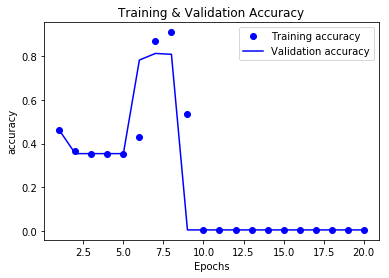 Training & Validation Accuracy
Training accuracy
Validation accuracy
accuracy
0.8
0.6
0.4
0.2
0.0
2.5 5.0 7.5 10.0 12.5 15.0 17.5 20.0
Epochs